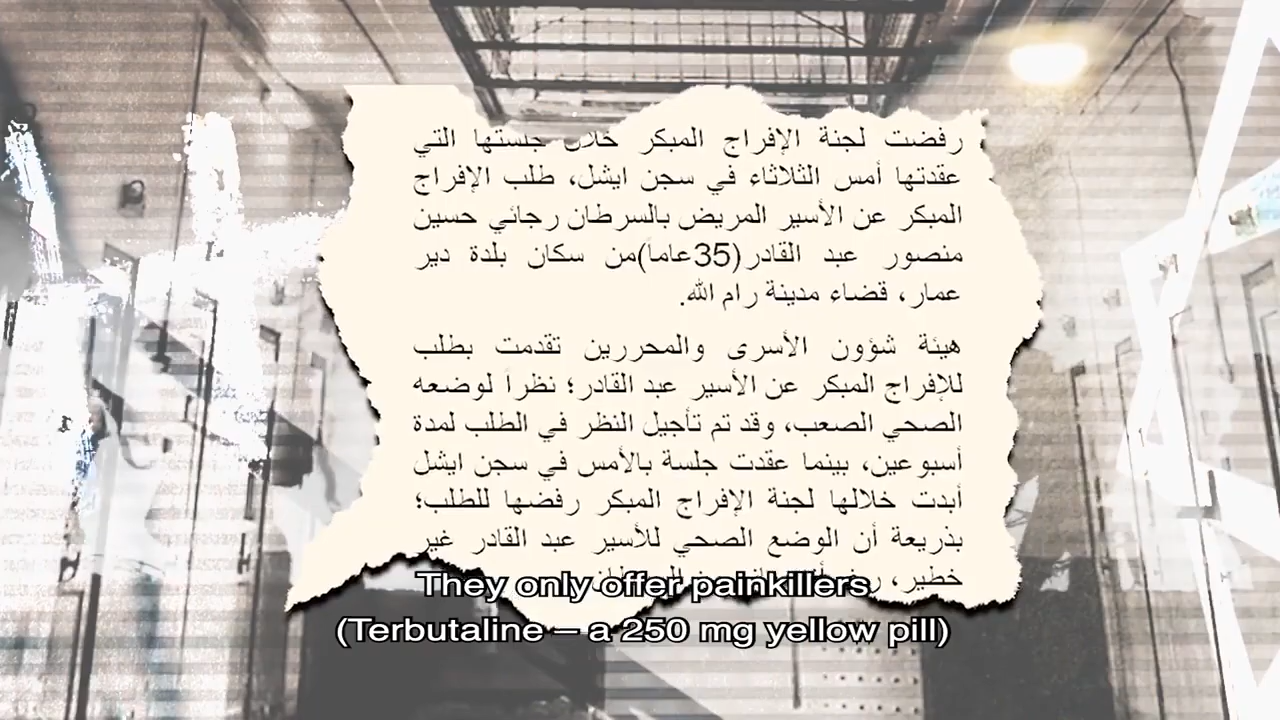 رفضت لجنة الإفراج المبكر خلال جلستها التي
عقدتها أمس الثلاثاء في سجن ايشل، طلب الإفراج
المبكر عن الأسير المريض بالسرطان رجائي حسين
منصور عبد القادر(35عاماً)من سكان بلدة دير
عمار، قضاء مدينة رام الله.
هيئة شؤون الأسرى والمحررين تقدمت بطلب
للإفراج المبكر عن الأسير عبد القادر؛ نظراً لوضعه
الصحي الصعب، وقد تم تأجيل النظر في الطلب لمدة
أسبوعين، بينما عقدت جلسة بالأمس في سجن ايشل
أبدت خلالها لجنة الإفراج المبكر رفضها للطلب؛
بذريعة أن الوضع الصحي للأسير عبد القادر غير
خطير،
They only offer painkillers
(Terbutaline – a 250 mg yellow pill)